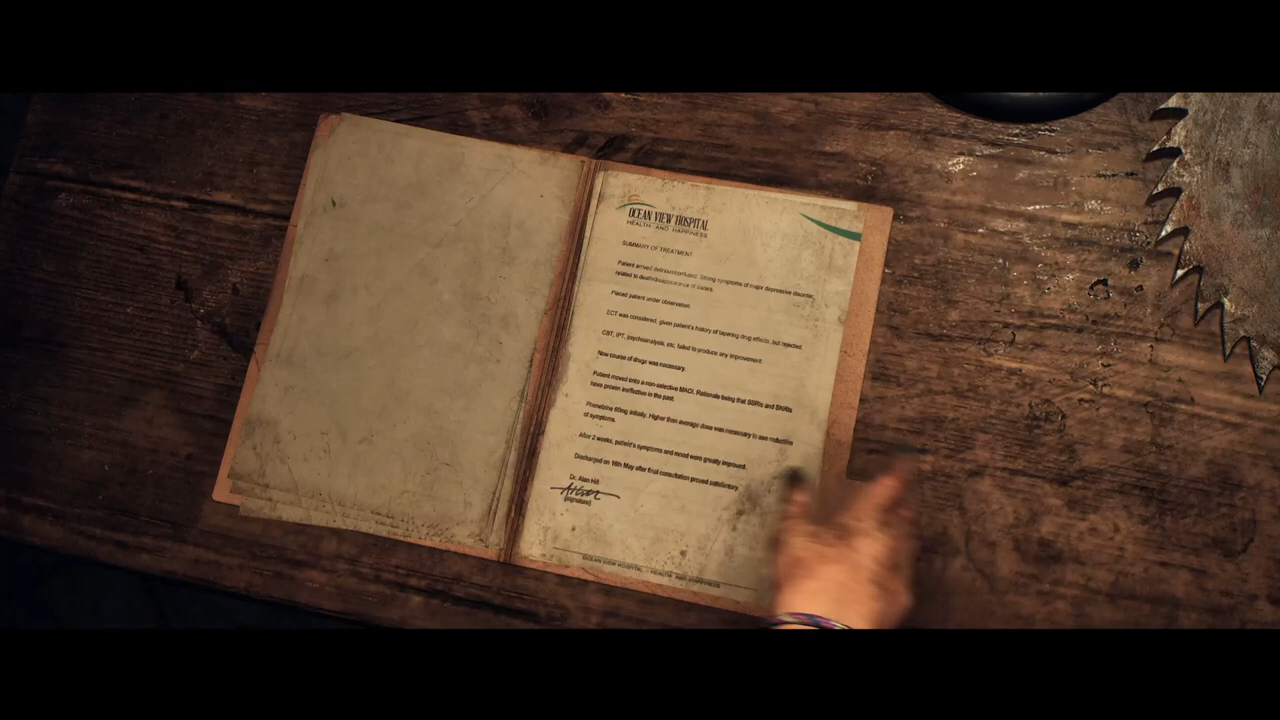 OCEAN VIEW HOSPITAL
HEALTH AND HAPPINESS
SUMMARY OF TREATMENT
Patient arrived delirious/confused. Strong symptoms of major depressive disorder,
related to death/disappearance of sisters.
Placed patient under observation.
ECT was considered, given patient's history of tapering drug effects, but rejected.
CBT, IPT, psychoanalysis, etc, failed to produce any improvement.
New course of drugs was necessary.
Patient moved onto a non-selective MAOI. Rationale being that SSRIs and SNRIs
have proven ineffective in the past.
Phenelzine 60mg initially. Higher than average dose was necessary to see reduction
of symptoms.
After 2 weeks, patient's symptoms and mood were greatly improved.
Discharged on 16th May after final consultation proved satisfactory.
Dr. Alan Hill
(signature)
OCEAN VIEW HOSPITAL - HEALTH AND HAPPINESS